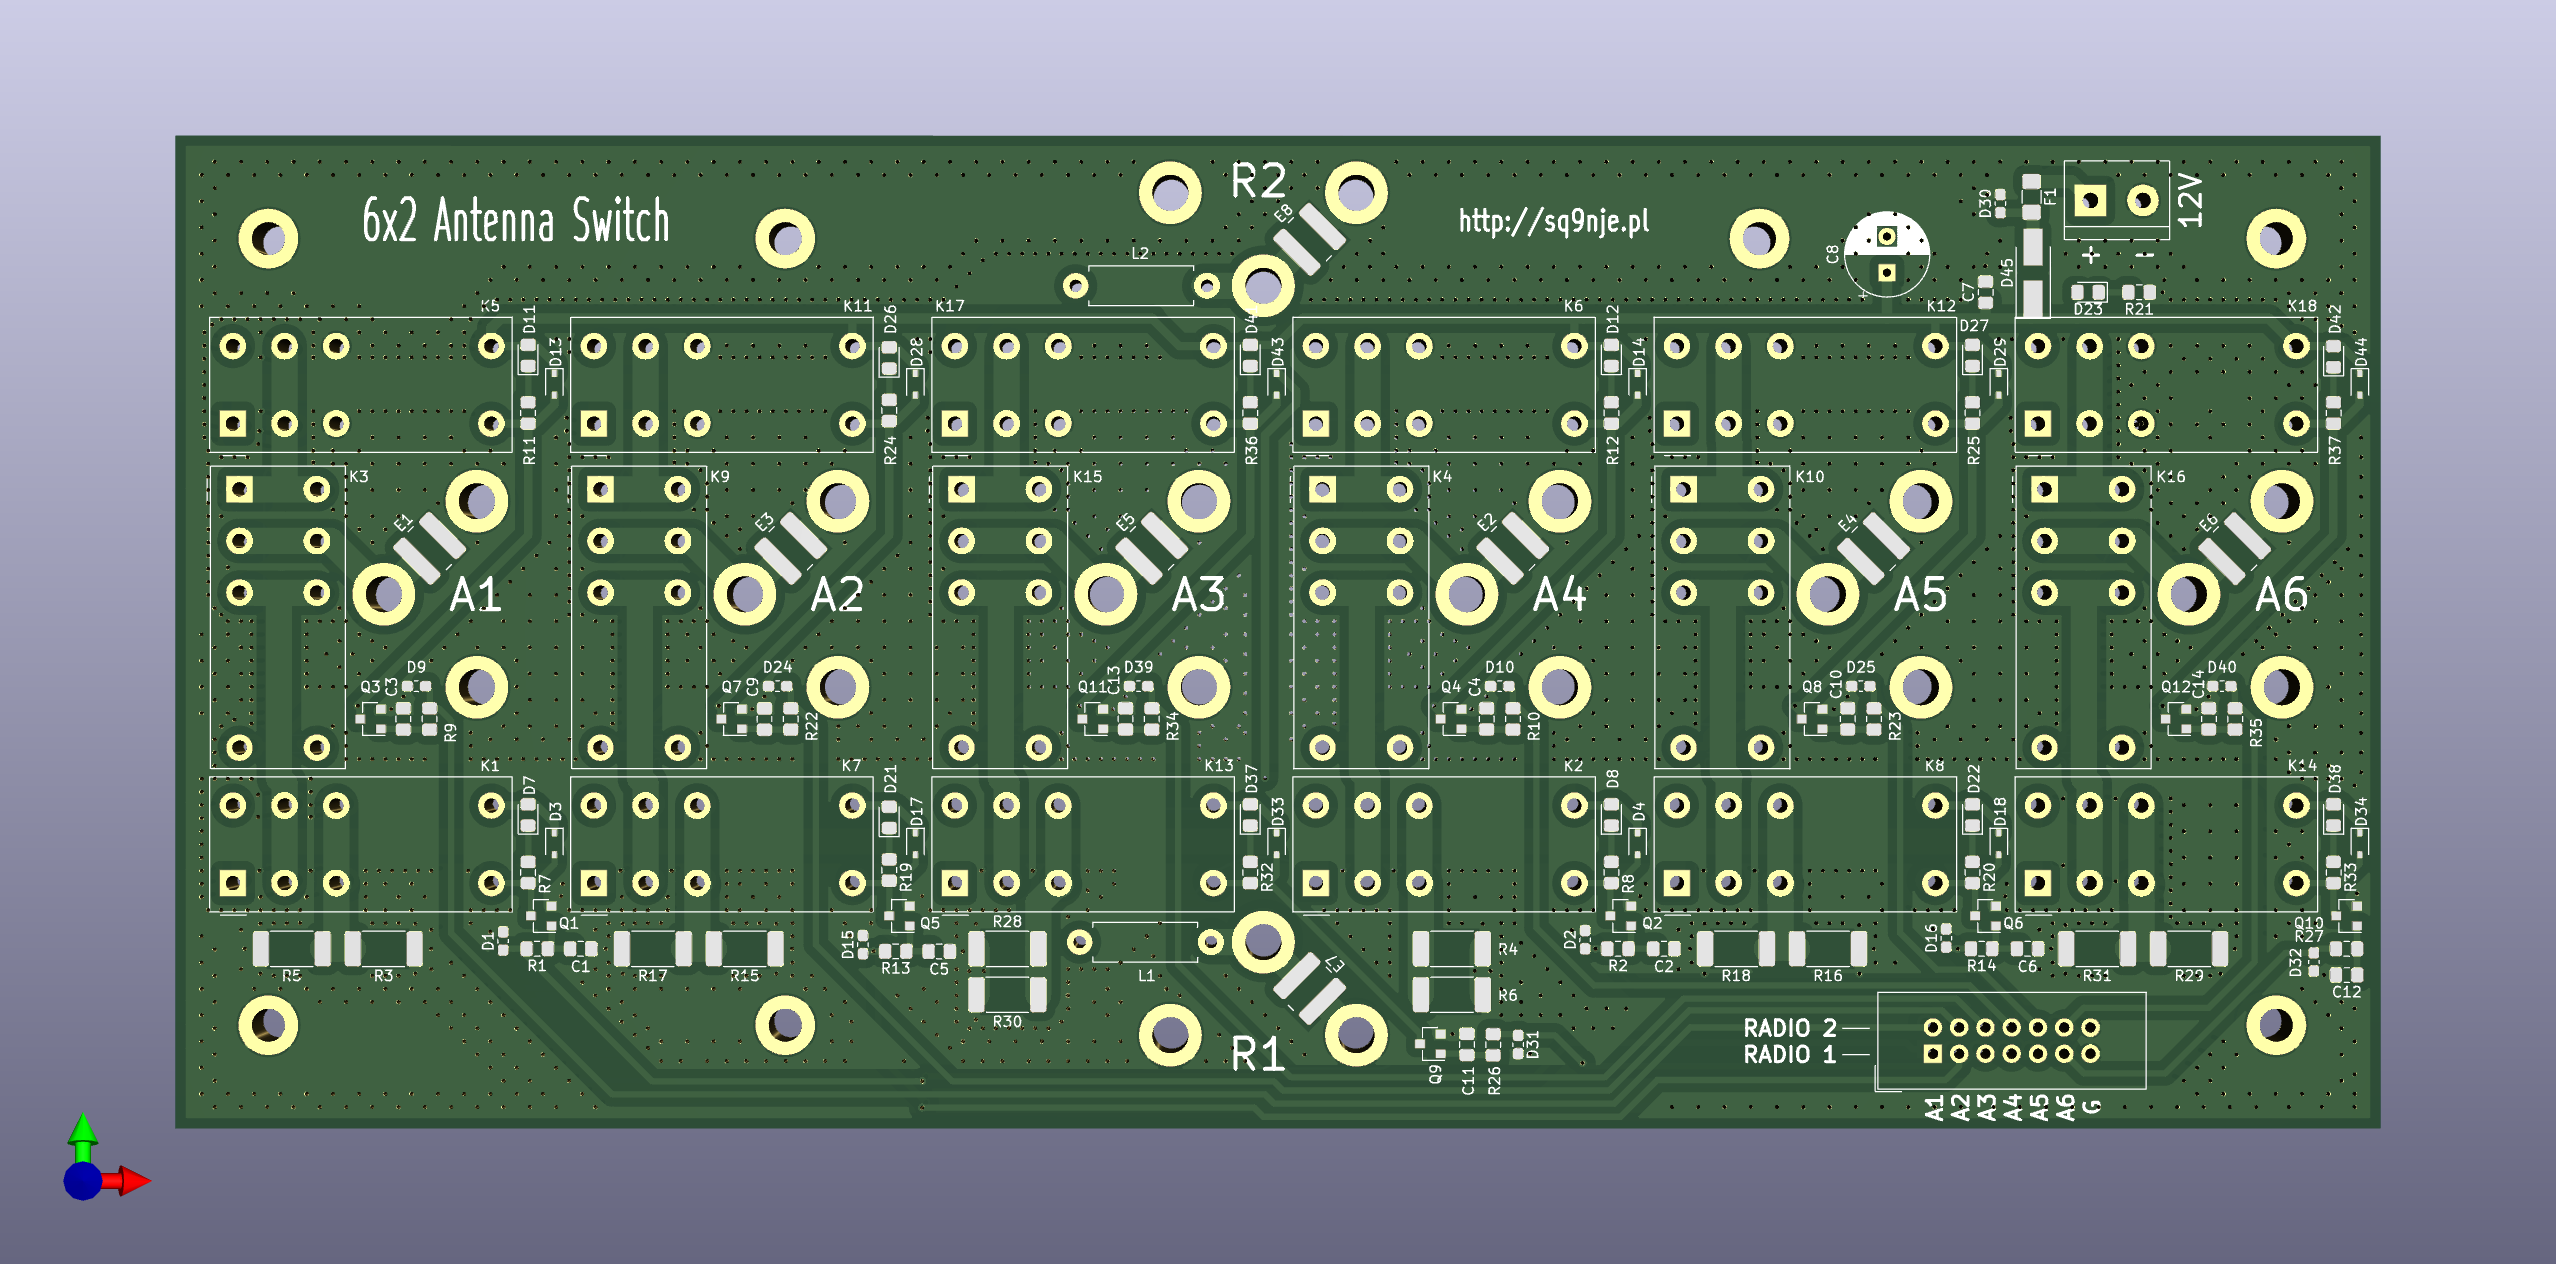 R2
6x2 Antenna Switch
http://sq9nje.pl
12V
E8
D30
F1
L2
C8
+
+ −
D45
C7
D23 R21
K5 D11 K11 D26 K17 K6 D12 K12 D27 K18 D42
D13 D28 D43 D14 D29 D44
R11 R24 R36 R12 R25 R37
K3 K9 K15 K4 K10 K16
E1 E3 E5 E2 E4 E6
A1 A2 A3 A4 A5 A6
D9 D24 D39 D10 D25 D40
Q3 C3 Q7 C9 Q11 C13 Q4 C4 Q8 C10 Q12 C14
R9 R22 R34 R10 R23 R35
K1 D7 K7 D21 K13 D37 K2 D8 K8 D22 K14 D38
D3 D17 D33 D4 D18 D34
R7 R19 R32 R8 R20 R33
Q1 Q5 R28 Q2 Q6 Q10
R27
D1 D15 R4 D2 D16 D32
R1 C1 R13 C5 R2 C2 R14 C6
R5 R3 R17 R15 L1 E7 R18 R16 R31 R29
C12
R30 R6
R1
Q9 C11 R26 D31
RADIO 2
RADIO 1
A1 A2 A3 A4 A5 A6 G